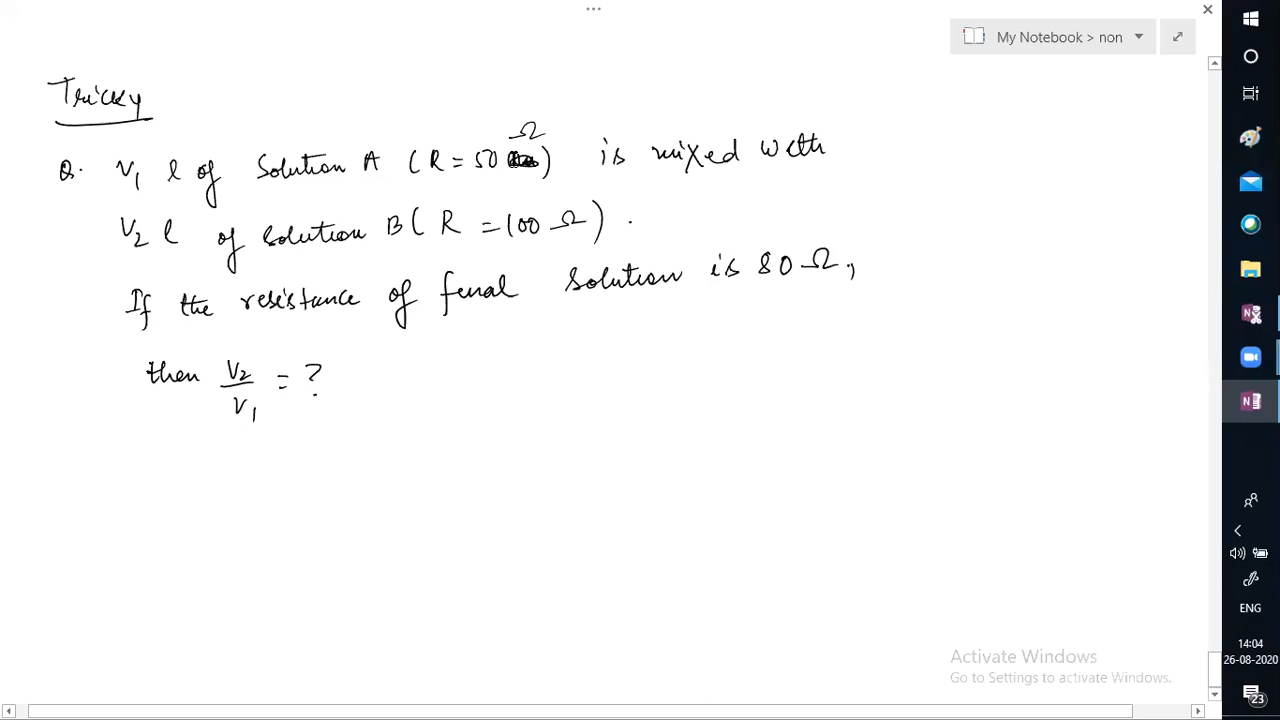 My Notebook > non
Tricky
Q. V1 l of Solution A (R = 50 Ω) is mixed with
V2 l of solution B (R = 100 Ω).
If the resistance of fenal solution is 80 Ω,
then V2/V1 = ?
Activate Windows
Go to Settings to activate Windows.
ENG
14:04
26-08-2020
23